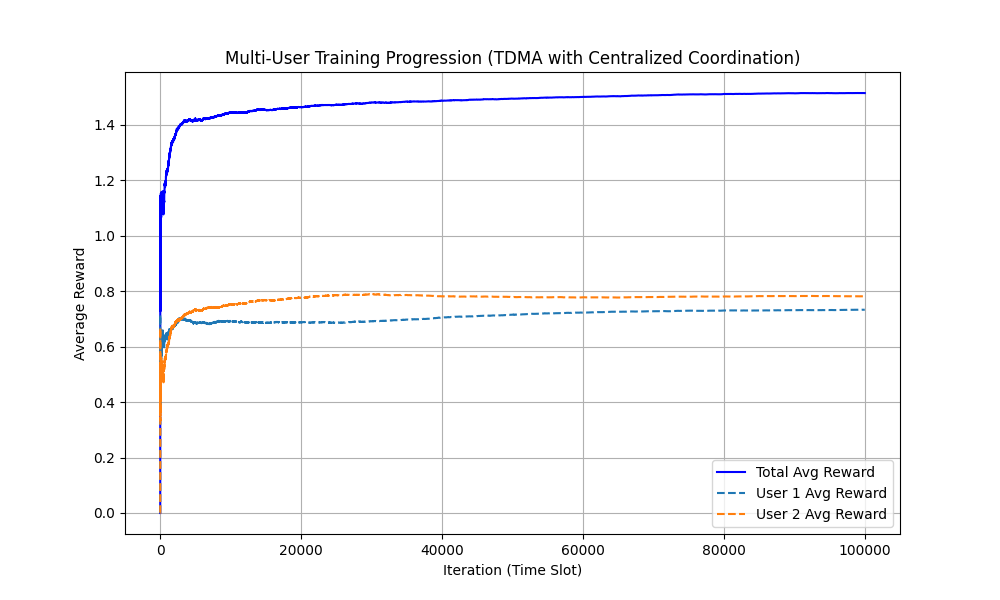 Multi-User Training Progression (TDMA with Centralized Coordination)
Average Reward
1.4
1.2
1.0
0.8
0.6
0.4
0.2
0.0
Total Avg Reward
User 1 Avg Reward
User 2 Avg Reward
0
20000
40000
60000
80000
100000
Iteration (Time Slot)